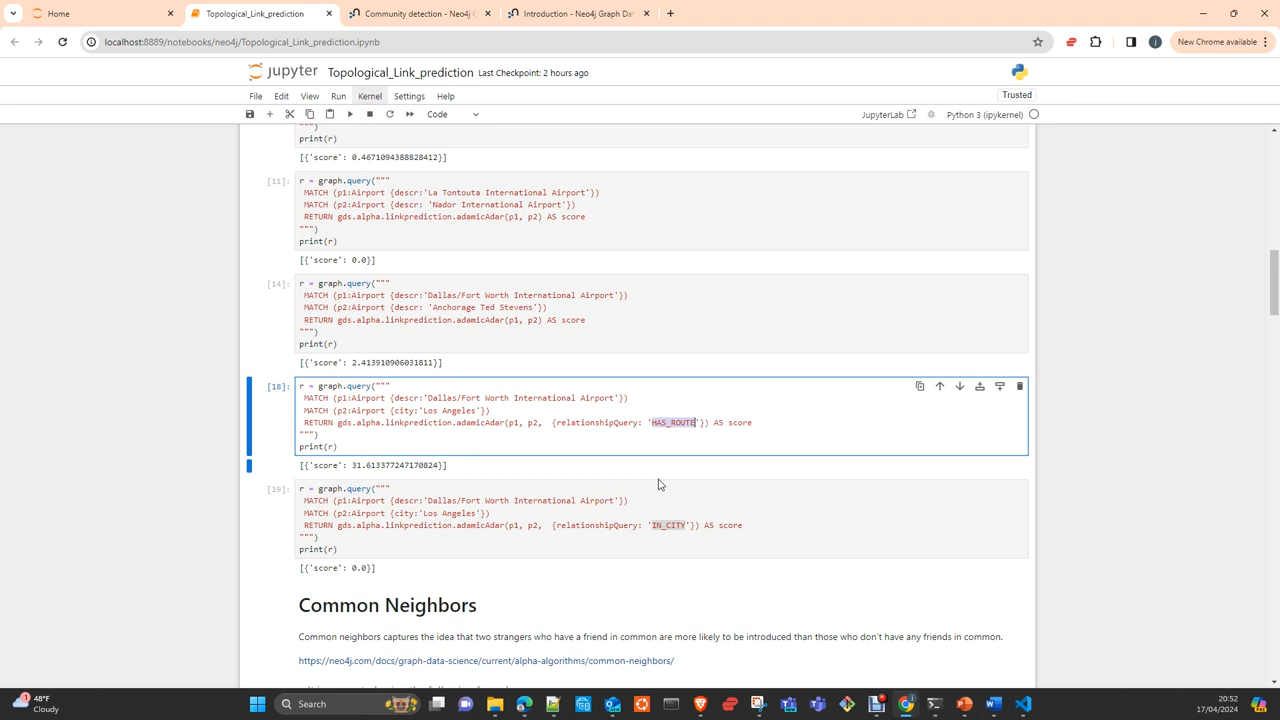 Home
Topological_Link_prediction
Community detection - Neo4j G
Introduction - Neo4j Graph Da
localhost:8889/notebooks/neo4j/Topological_Link_prediction.ipynb
New Chrome available
jupyter Topological_Link_prediction Last Checkpoint: 2 hours ago
File Edit View Run Kernel Settings Help
Trusted
Code
JupyterLab
Python 3 (ipykernel)
""")
print(r)
[{'score': 0.4671094388828412}]
[11]: r = graph.query("""
MATCH (p1:Airport {descr:'La Tontouta International Airport'})
MATCH (p2:Airport {descr: 'Nador International Airport'})
RETURN gds.alpha.linkprediction.adamicAdar(p1, p2) AS score
""")
print(r)
[{'score': 0.0}]
[14]: r = graph.query("""
MATCH (p1:Airport {descr:'Dallas/Fort Worth International Airport'})
MATCH (p2:Airport {descr: 'Anchorage Ted Stevens'})
RETURN gds.alpha.linkprediction.adamicAdar(p1, p2) AS score
""")
print(r)
[{'score': 2.413910906031811}]
[18]: r = graph.query("""
MATCH (p1:Airport {descr:'Dallas/Fort Worth International Airport'})
MATCH (p2:Airport {city:'Los Angeles'})
RETURN gds.alpha.linkprediction.adamicAdar(p1, p2, {relationshipQuery: 'HAS_ROUTE'}) AS score
""")
print(r)
[{'score': 31.613377247170824}]
[19]: r = graph.query("""
MATCH (p1:Airport {descr:'Dallas/Fort Worth International Airport'})
MATCH (p2:Airport {city:'Los Angeles'})
RETURN gds.alpha.linkprediction.adamicAdar(p1, p2, {relationshipQuery: 'IN_CITY'}) AS score
""")
print(r)
[{'score': 0.0}]
Common Neighbors
Common neighbors captures the idea that two strangers who have a friend in common are more likely to be introduced than those who don't have any friends in common.
https://neo4j.com/docs/graph-data-science/current/alpha-algorithms/common-neighbors/
48°F
Cloudy
Search
20:52
17/04/2024